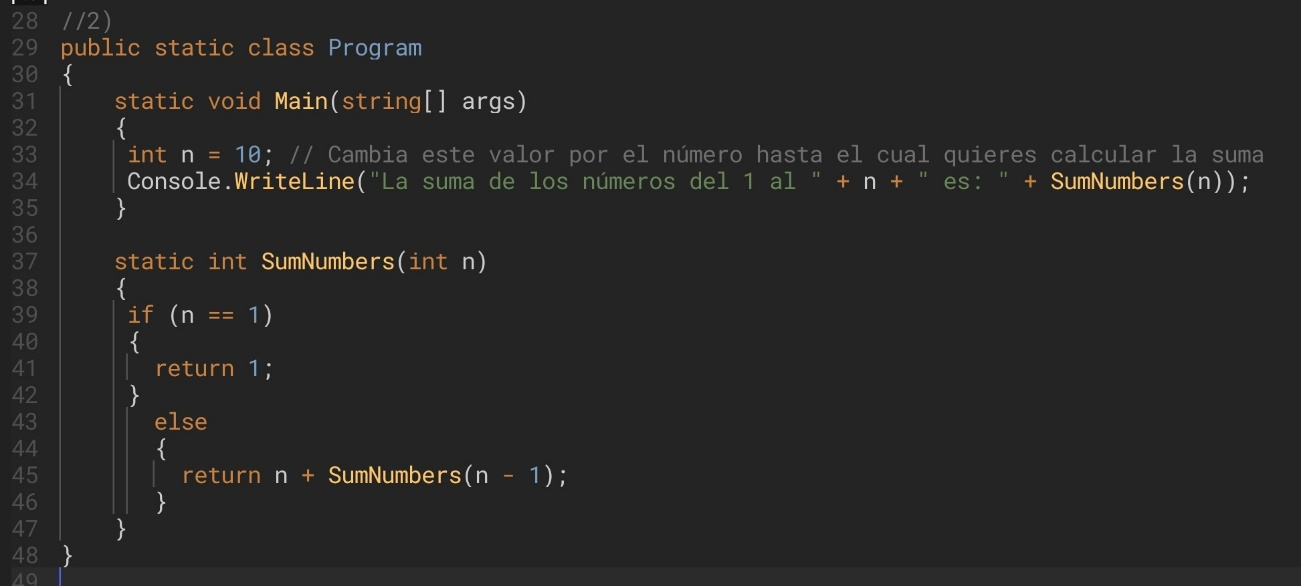 28 //2)
29 public static class Program
30 {
31 static void Main(string[] args)
32 {
33 int n = 10; // Cambia este valor por el número hasta el cual quieres calcular la suma
34 Console.WriteLine("La suma de los números del 1 al " + n + " es: " + SumNumbers(n));
35 }
36
37 static int SumNumbers(int n)
38 {
39 if (n == 1)
40 {
41 return 1;
42 }
43 else
44 {
45 return n + SumNumbers(n - 1);
46 }
47 }
48 }
49